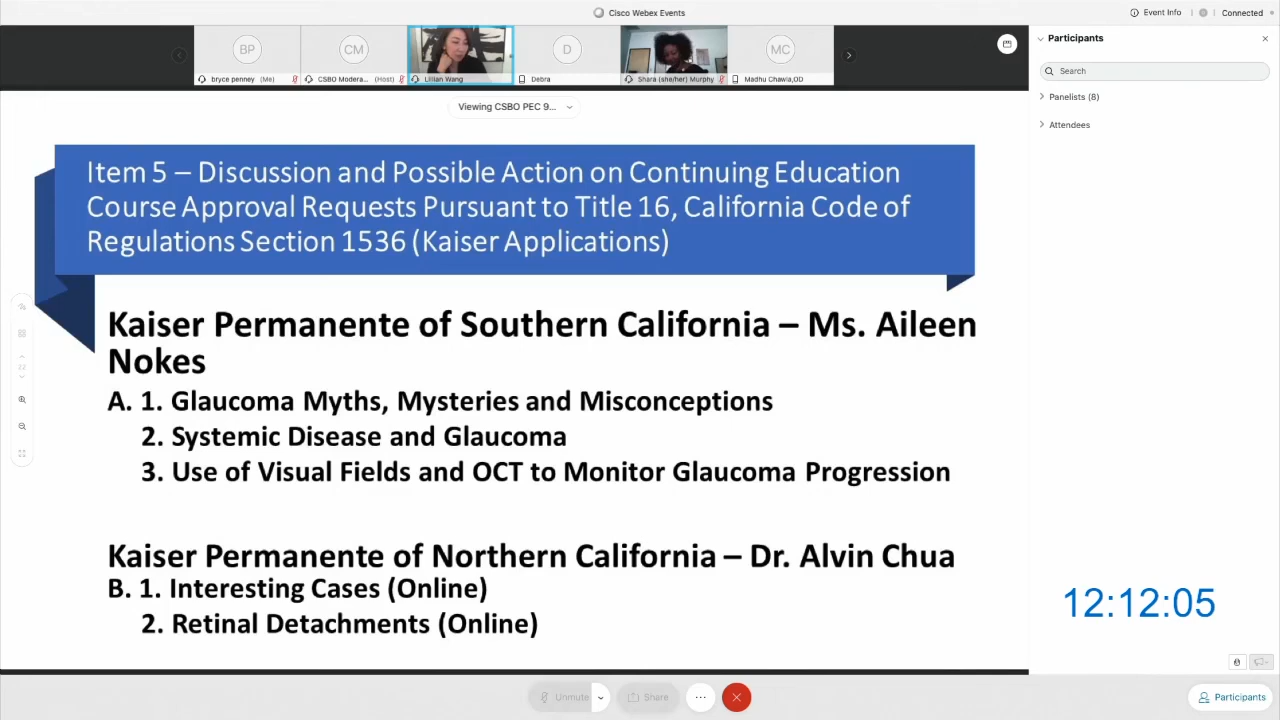 Cisco Webex Events
Event Info
Connected
BP
CM
D
MC
bryce penney (Me)
CSBO Modera... (Host)
Lillian Wang
Debra
Shara (she/her) Murphy
Madhu Chawla,OD
Viewing CSBO PEC 9...
Participants
Search
Panelists (8)
Attendees
Item 5 – Discussion and Possible Action on Continuing Education
Course Approval Requests Pursuant to Title 16, California Code of
Regulations Section 1536 (Kaiser Applications)
Kaiser Permanente of Southern California – Ms. Aileen
Nokes
A. 1. Glaucoma Myths, Mysteries and Misconceptions
2. Systemic Disease and Glaucoma
3. Use of Visual Fields and OCT to Monitor Glaucoma Progression
Kaiser Permanente of Northern California – Dr. Alvin Chua
B. 1. Interesting Cases (Online)
2. Retinal Detachments (Online)
12
12:12:05
Unmute
Share
Participants